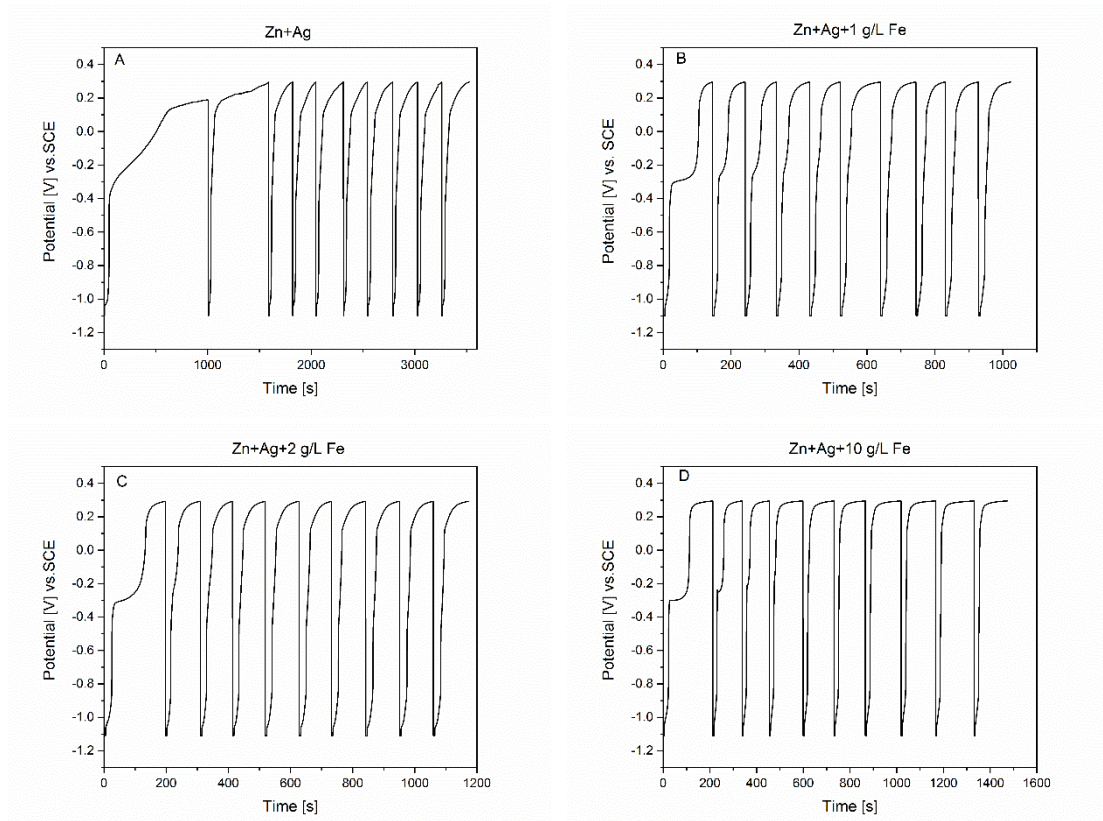 Zn+Ag
A
0.4
0.2
0.0
-0.2
-0.4
-0.6
-0.8
-1.0
-1.2
Potential [V] vs.SCE
0 1000 2000 3000
Time [s]
Zn+Ag+1 g/L Fe
B
0.4
0.2
0.0
-0.2
-0.4
-0.6
-0.8
-1.0
-1.2
Potential [V] vs. SCE
0 200 400 600 800 1000
Time [s]
Zn+Ag+2 g/L Fe
C
0.4
0.2
0.0
-0.2
-0.4
-0.6
-0.8
-1.0
-1.2
Potential [V] vs.SCE
0 200 400 600 800 1000 1200
Time [s]
Zn+Ag+10 g/L Fe
D
0.4
0.2
0.0
-0.2
-0.4
-0.6
-0.8
-1.0
-1.2
Potential [V] vs.SCE
0 200 400 600 800 1000 1200 1400 1600
Time [s]